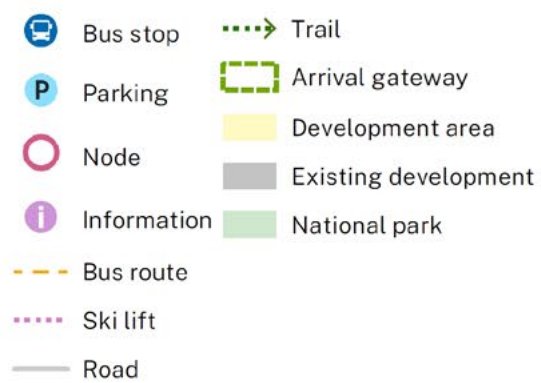 Bus stop
P
Parking
Node
i
Information
Bus route
Ski lift
Road
Trail
Arrival gateway
Development area
Existing development
National park